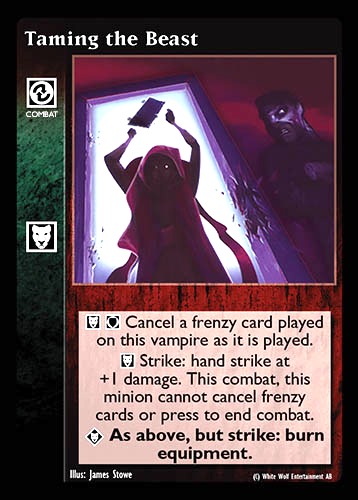 Taming the Beast
COMBAT
Cancel a frenzy card played
on this vampire as it is played.
Strike: hand strike at
+1 damage. This combat, this
minion cannot cancel frenzy
cards or press to end combat.
As above, but strike: burn
equipment.
Illus: James Stowe
(C) White Wolf Entertainment AB